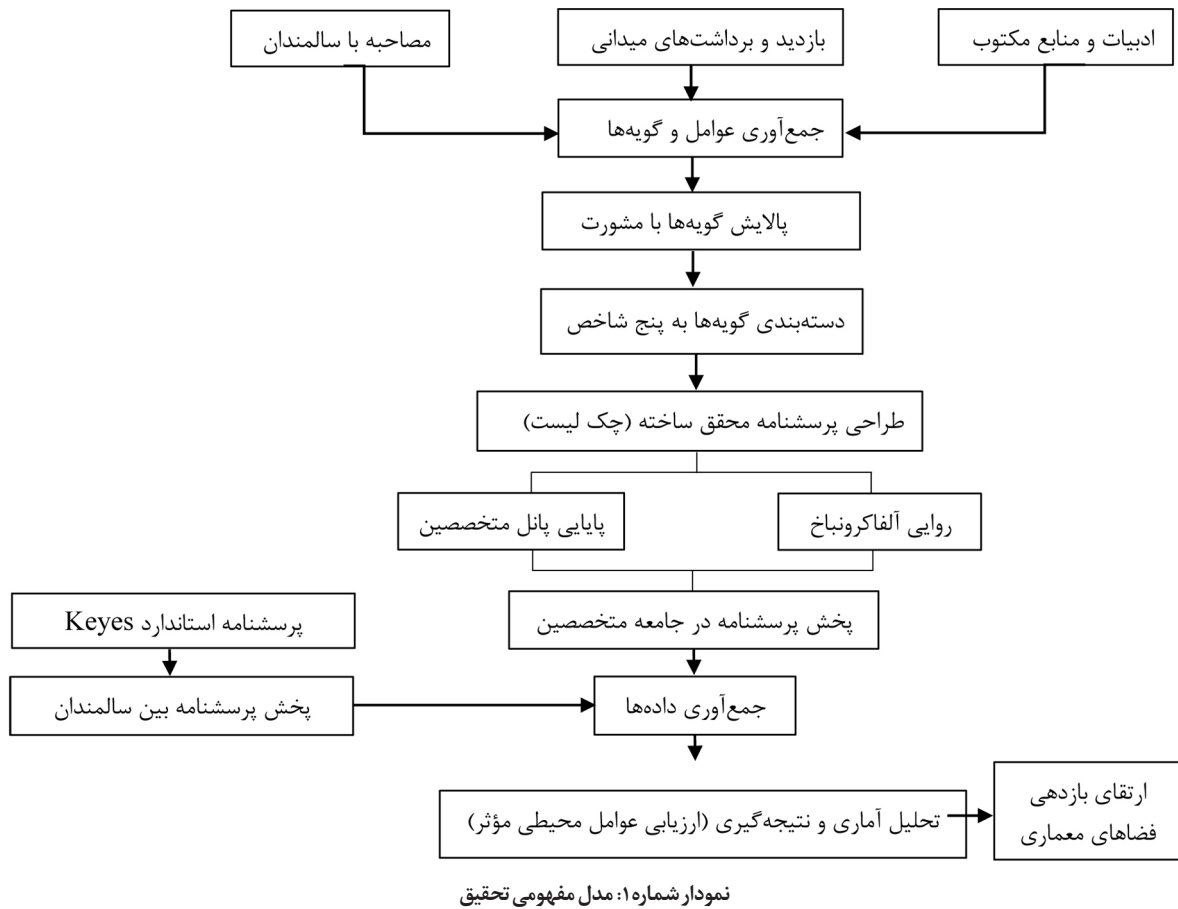 ادبیات و منابع مکتوب
بازدید و برداشت‌های میدانی
مصاحبه با سالمندان
جمع‌آوری عوامل و گویه‌ها
پالایش گویه‌ها با مشورت
دسته‌بندی گویه‌ها به پنج شاخص
طراحی پرسشنامه محقق ساخته (چک لیست)
روایی آلفاکرونباخ
پایایی پانل متخصصین
پخش پرسشنامه در جامعه متخصصین
پرسشنامه استاندارد Keyes
پخش پرسشنامه بین سالمندان
جمع‌آوری داده‌ها
تحلیل آماری و نتیجه‌گیری (ارزیابی عوامل محیطی مؤثر)
ارتقای بازدهی
فضاهای معماری
نمودار شماره ۱: مدل مفهومی تحقیق